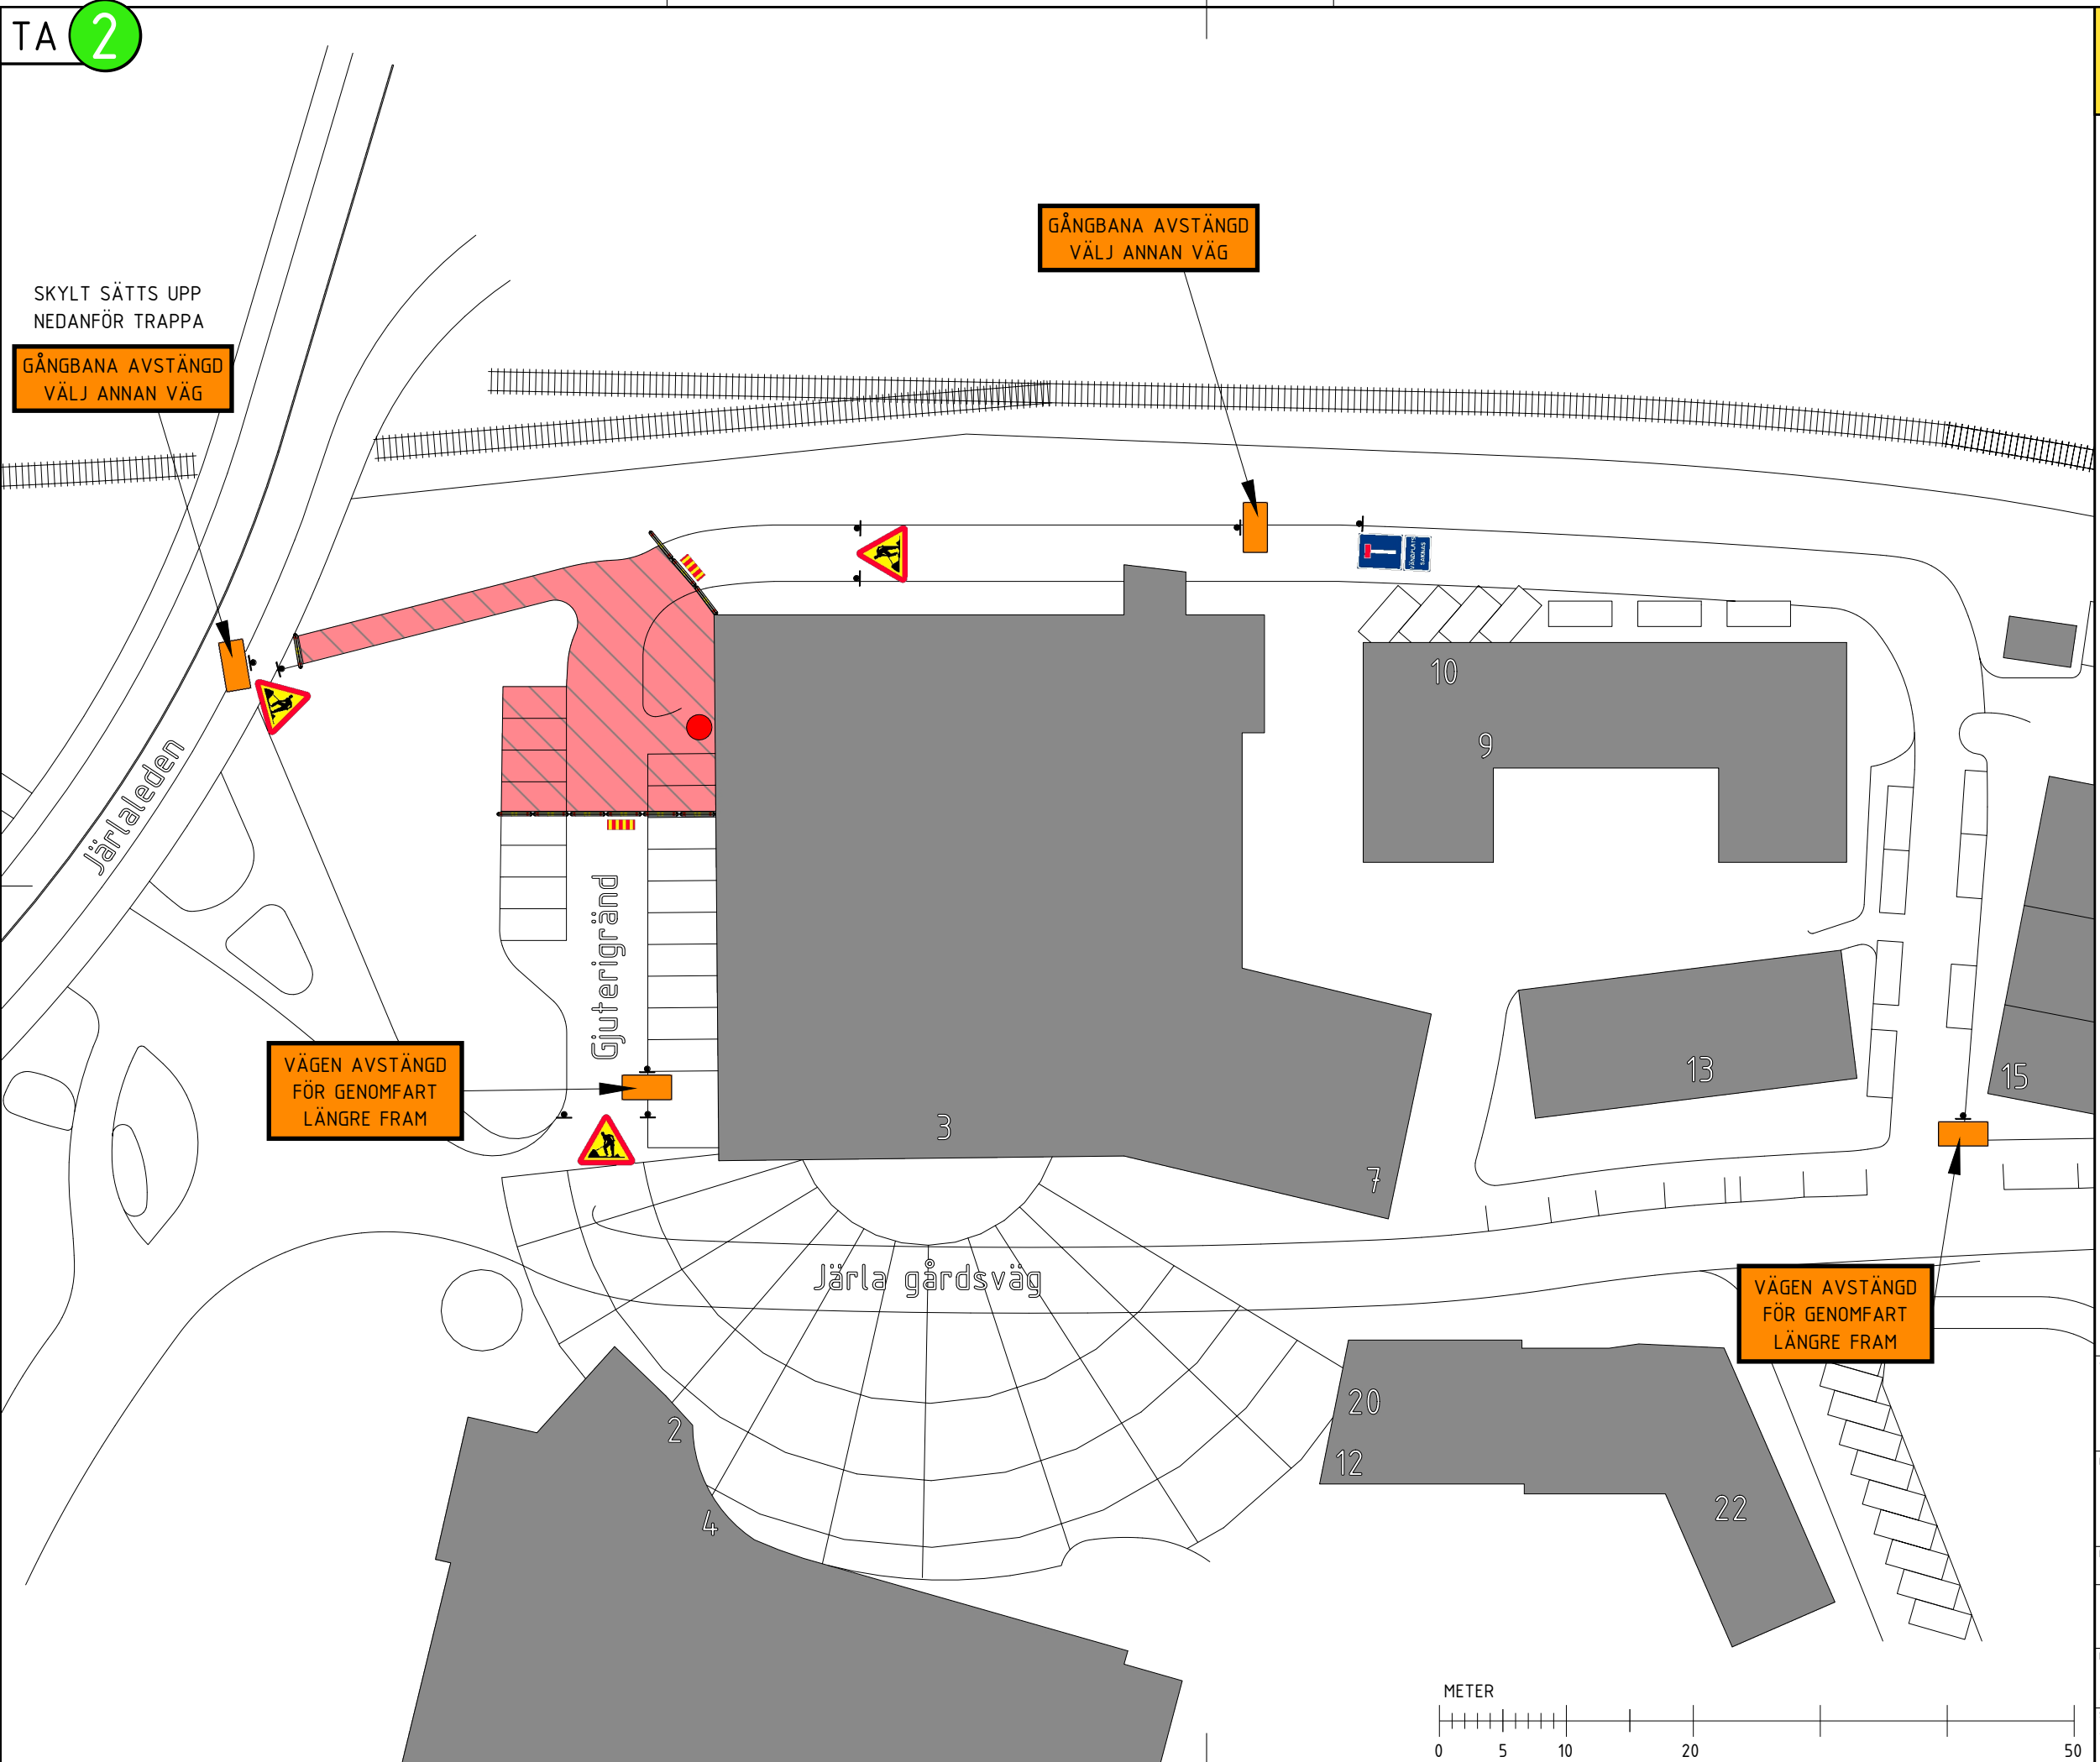 TA 2
GÅNGBANA AVSTÄNGD
VÄLJ ANNAN VÄG
SKYLT SÄTTS UPP
NEDANFÖR TRAPPA
GÅNGBANA AVSTÄNGD
VÄLJ ANNAN VÄG
VÄNDPLATS
SAKNAS
10
9
Järlaleden
Gjuterigränd
VÄGEN AVSTÄNGD
FÖR GENOMFART
LÄNGRE FRAM
3
7
13
15
Järla gårdsväg
VÄGEN AVSTÄNGD
FÖR GENOMFART
LÄNGRE FRAM
2
4
20
12
22
METER
0 5 10 20 50